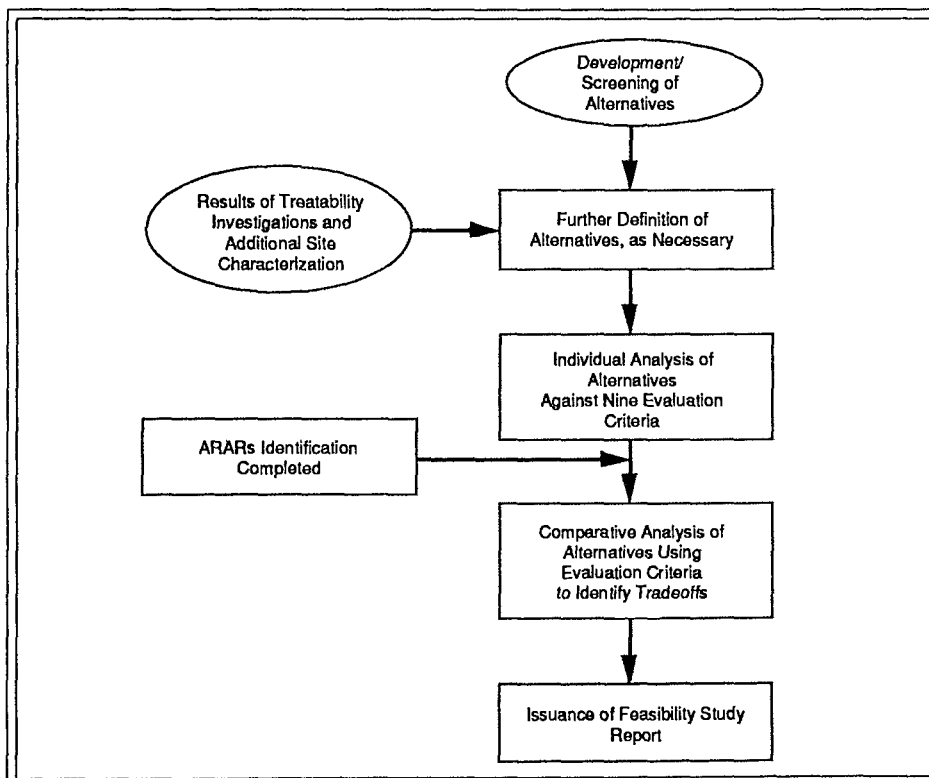 Development/
Screening of
Alternatives
Results of Treatability
Investigations and
Additional Site
Characterization
Further Definition of
Alternatives, as Necessary
Individual Analysis of
Alternatives
Against Nine Evaluation
Criteria
ARARs Identification
Completed
Comparative Analysis of
Alternatives Using
Evaluation Criteria
to Identify Tradeoffs
Issuance of Feasibility Study
Report